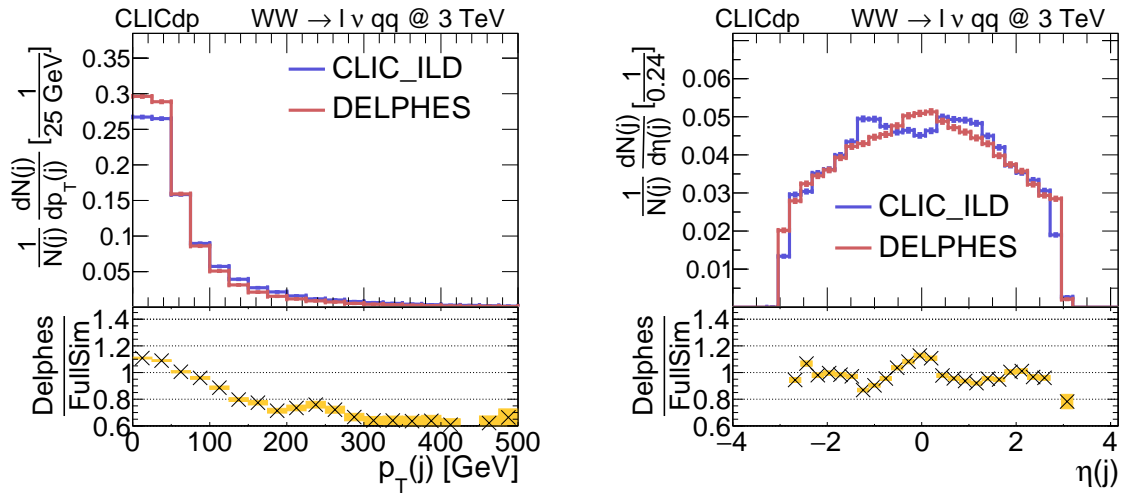 CLICdp WW → l ν qq @ 3 TeV
1/N(j) dN(j)/dp_T(j) [1/25 GeV]
0.35
0.3
0.25
0.2
0.15
0.1
0.05
CLIC_ILD
DELPHES
Delphes/FullSim
1.4
1.2
1
0.8
0.6
0 100 200 300 400 500
p_T(j) [GeV]
CLICdp WW → l ν qq @ 3 TeV
1/N(j) dN(j)/dη(j) [1/0.24]
0.06
0.05
0.04
0.03
0.02
0.01
CLIC_ILD
DELPHES
Delphes/FullSim
1.4
1.2
1
0.8
0.6
−4 −2 0 2 4
η(j)